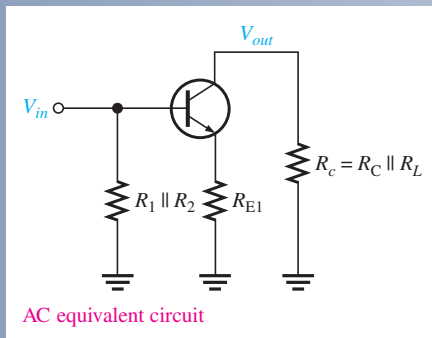 V_out
V_in
R_c = R_C || R_L
R_1 || R_2
R_E1
AC equivalent circuit